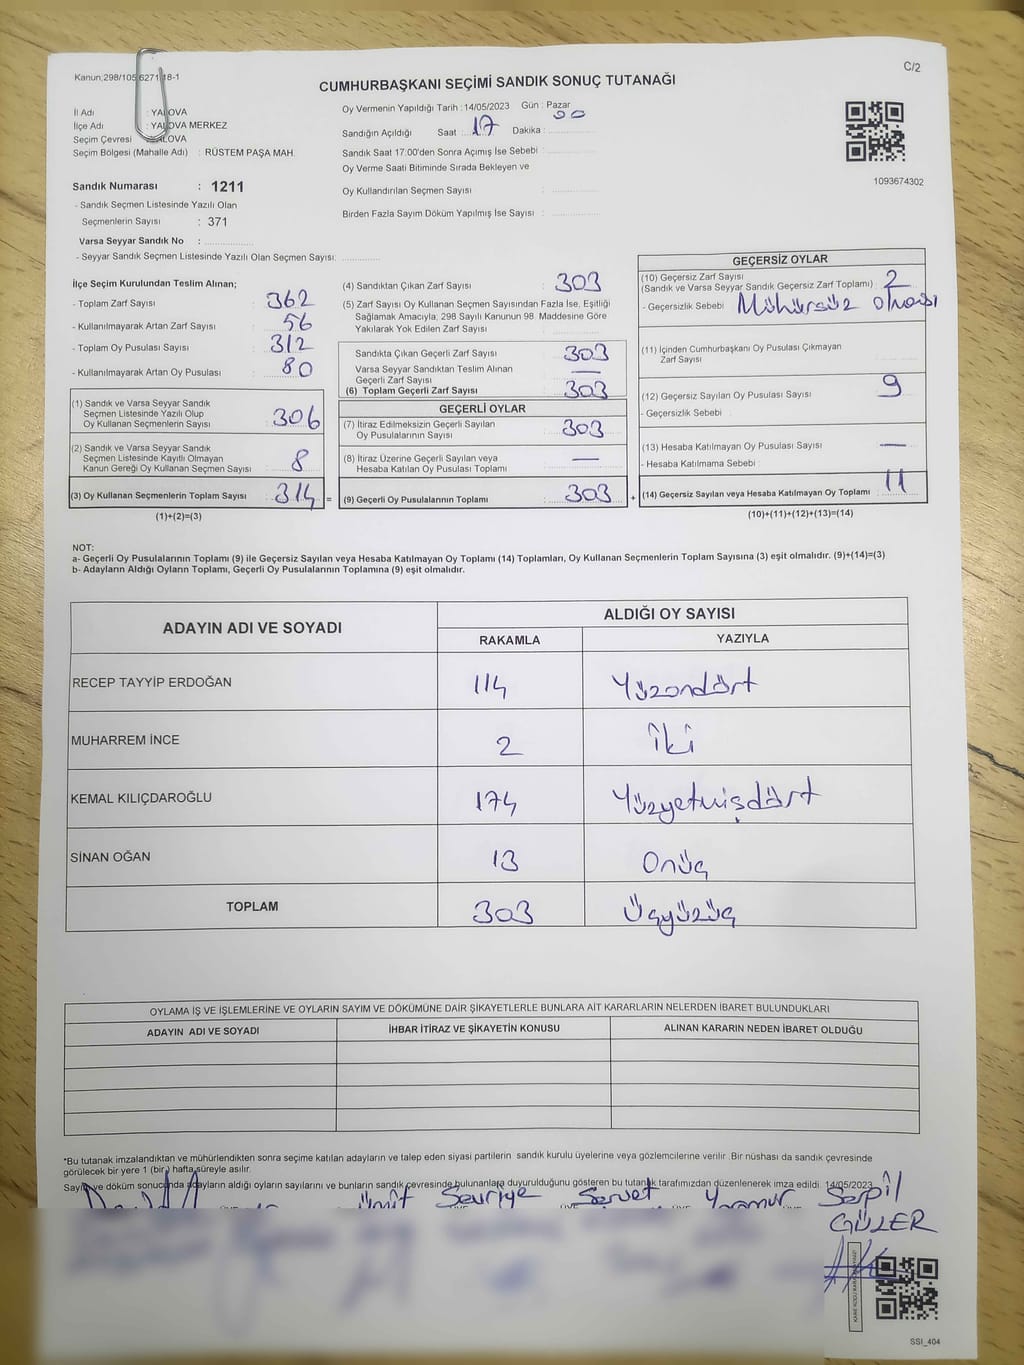 Kanun;298/105,6271/18-1
C/2
CUMHURBAŞKANI SEÇİMİ SANDIK SONUÇ TUTANAĞI
İl Adı : YALOVA
İlçe Adı : YALOVA MERKEZ
Seçim Çevresi YALOVA
Seçim Bölgesi (Mahalle Adı) : RÜSTEM PAŞA MAH.
Oy Vermenin Yapıldığı Tarih : 14/05/2023 Gün : Pazar
Sandığın Açıldığı Saat : 17 Dakika : 00
Sandık Saat 17:00'den Sonra Açımış İse Sebebi :
Oy Verme Saati Bitiminde Sırada Bekleyen ve
Oy Kullandırılan Seçmen Sayısı :
Birden Fazla Sayım Döküm Yapılmış İse Sayısı :
1093674302
Sandık Numarası : 1211
- Sandık Seçmen Listesinde Yazılı Olan
Seçmenlerin Sayısı : 371
Varsa Seyyar Sandık No :
- Seyyar Sandık Seçmen Listesinde Yazılı Olan Seçmen Sayısı:
İlçe Seçim Kurulundan Teslim Alınan;
- Toplam Zarf Sayısı : 362
- Kullanılmayarak Artan Zarf Sayısı : 56
- Toplam Oy Pusulası Sayısı : 312
- Kullanılmayarak Artan Oy Pusulası : 80
(1) Sandık ve Varsa Seyyar Sandık
Seçmen Listesinde Yazılı Olup
Oy Kullanan Seçmenlerin Sayısı : 306
(2) Sandık ve Varsa Seyyar Sandık
Seçmen Listesinde Kayıtlı Olmayan
Kanun Gereği Oy Kullanan Seçmen Sayısı : 8
(3) Oy Kullanan Seçmenlerin Toplam Sayısı : 314 =
(1)+(2)=(3)
(4) Sandıktan Çıkan Zarf Sayısı : 303
(5) Zarf Sayısı Oy Kullanan Seçmen Sayısından Fazla İse, Eşitliği
Sağlamak Amacıyla; 298 Sayılı Kanunun 98. Maddesine Göre
Yakılarak Yok Edilen Zarf Sayısı :
Sandıkta Çıkan Geçerli Zarf Sayısı 303
Varsa Seyyar Sandıktan Teslim Alınan
Geçerli Zarf Sayısı —
(6) Toplam Geçerli Zarf Sayısı 303
GEÇERLİ OYLAR
(7) İtiraz Edilmeksizin Geçerli Sayılan
Oy Pusulalarının Sayısı : 303
(8) İtiraz Üzerine Geçerli Sayılan veya
Hesaba Katılan Oy Pusulası Toplamı : —
(9) Geçerli Oy Pusulalarının Toplamı : 303 +
GEÇERSİZ OYLAR
(10) Geçersiz Zarf Sayısı
(Sandık ve Varsa Seyyar Sandık Geçersiz Zarf Toplamı) : 2
- Geçersizlik Sebebi : Mühürsüz olması
(11) İçinden Cumhurbaşkanı Oy Pusulası Çıkmayan
Zarf Sayısı
(12) Geçersiz Sayılan Oy Pusulası Sayısı 9
- Geçersizlik Sebebi :
(13) Hesaba Katılmayan Oy Pusulası Sayısı —
- Hesaba Katılmama Sebebi :
(14) Geçersiz Sayılan veya Hesaba Katılmayan Oy Toplamı : 11
(10)+(11)+(12)+(13)=(14)
NOT:
a- Geçerli Oy Pusulalarının Toplamı (9) ile Geçersiz Sayılan veya Hesaba Katılmayan Oy Toplamı (14) Toplamları, Oy Kullanan Seçmenlerin Toplam Sayısına (3) eşit olmalıdır. (9)+(14)=(3)
b- Adayların Aldığı Oyların Toplamı, Geçerli Oy Pusulalarının Toplamına (9) eşit olmalıdır.
ADAYIN ADI VE SOYADI ALDIĞI OY SAYISI
RAKAMLA YAZIYLA
RECEP TAYYİP ERDOĞAN 114 Yüzondört
MUHARREM İNCE 2 İki
KEMAL KILIÇDAROĞLU 174 Yüzyetmişdört
SİNAN OĞAN 13 Onüç
TOPLAM 303 Üçyüzüç
OYLAMA İŞ VE İŞLEMLERİNE VE OYLARIN SAYIM VE DÖKÜMÜNE DAİR ŞİKAYETLERLE BUNLARA AİT KARARLARIN NELERDEN İBARET BULUNDUKLARI
ADAYIN ADI VE SOYADI İHBAR İTİRAZ VE ŞİKAYETİN KONUSU ALINAN KARARIN NEDEN İBARET OLDUĞU
*Bu tutanak imzalandıktan ve mühürlendikten sonra seçime katılan adayların ve talep eden siyasi partilerin sandık kurulu üyelerine veya gözlemcilerine verilir. Bir nüshası da sandık çevresinde
görülecek bir yere 1 (bir) hafta süreyle asılır.
Sayım ve döküm sonucunda adayların aldığı oyların sayılarını ve bunların sandık çevresinde bulunanlara duyurulduğunu gösteren bu tutanak tarafımızdan düzenlenerek imza edildi. 14/05/2023
Ümit Sevriye Servet Yağmur Serpil
GÜLER
SSI_404